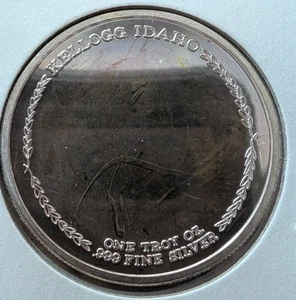 KELLOGG IDAHO
ONE TROY OZ.
.999 FINE SILVER